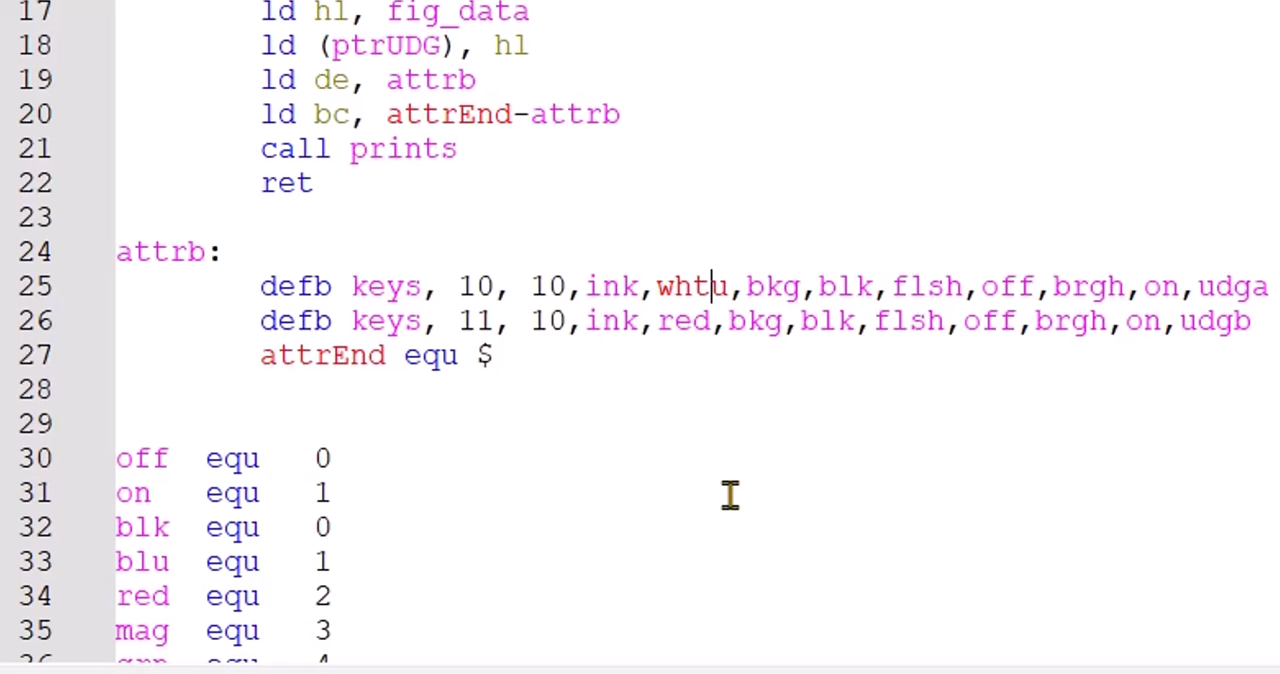 17 ld hl, fig_data
18 ld (ptrUDG), hl
19 ld de, attrb
20 ld bc, attrEnd-attrb
21 call prints
22 ret
23
24 attrb:
25 defb keys, 10, 10,ink,whtu,bkg,blk,flsh,off,brgh,on,udga
26 defb keys, 11, 10,ink,red,bkg,blk,flsh,off,brgh,on,udgb
27 attrEnd equ $
28
29
30 off equ 0
31 on equ 1
32 blk equ 0
33 blu equ 1
34 red equ 2
35 mag equ 3